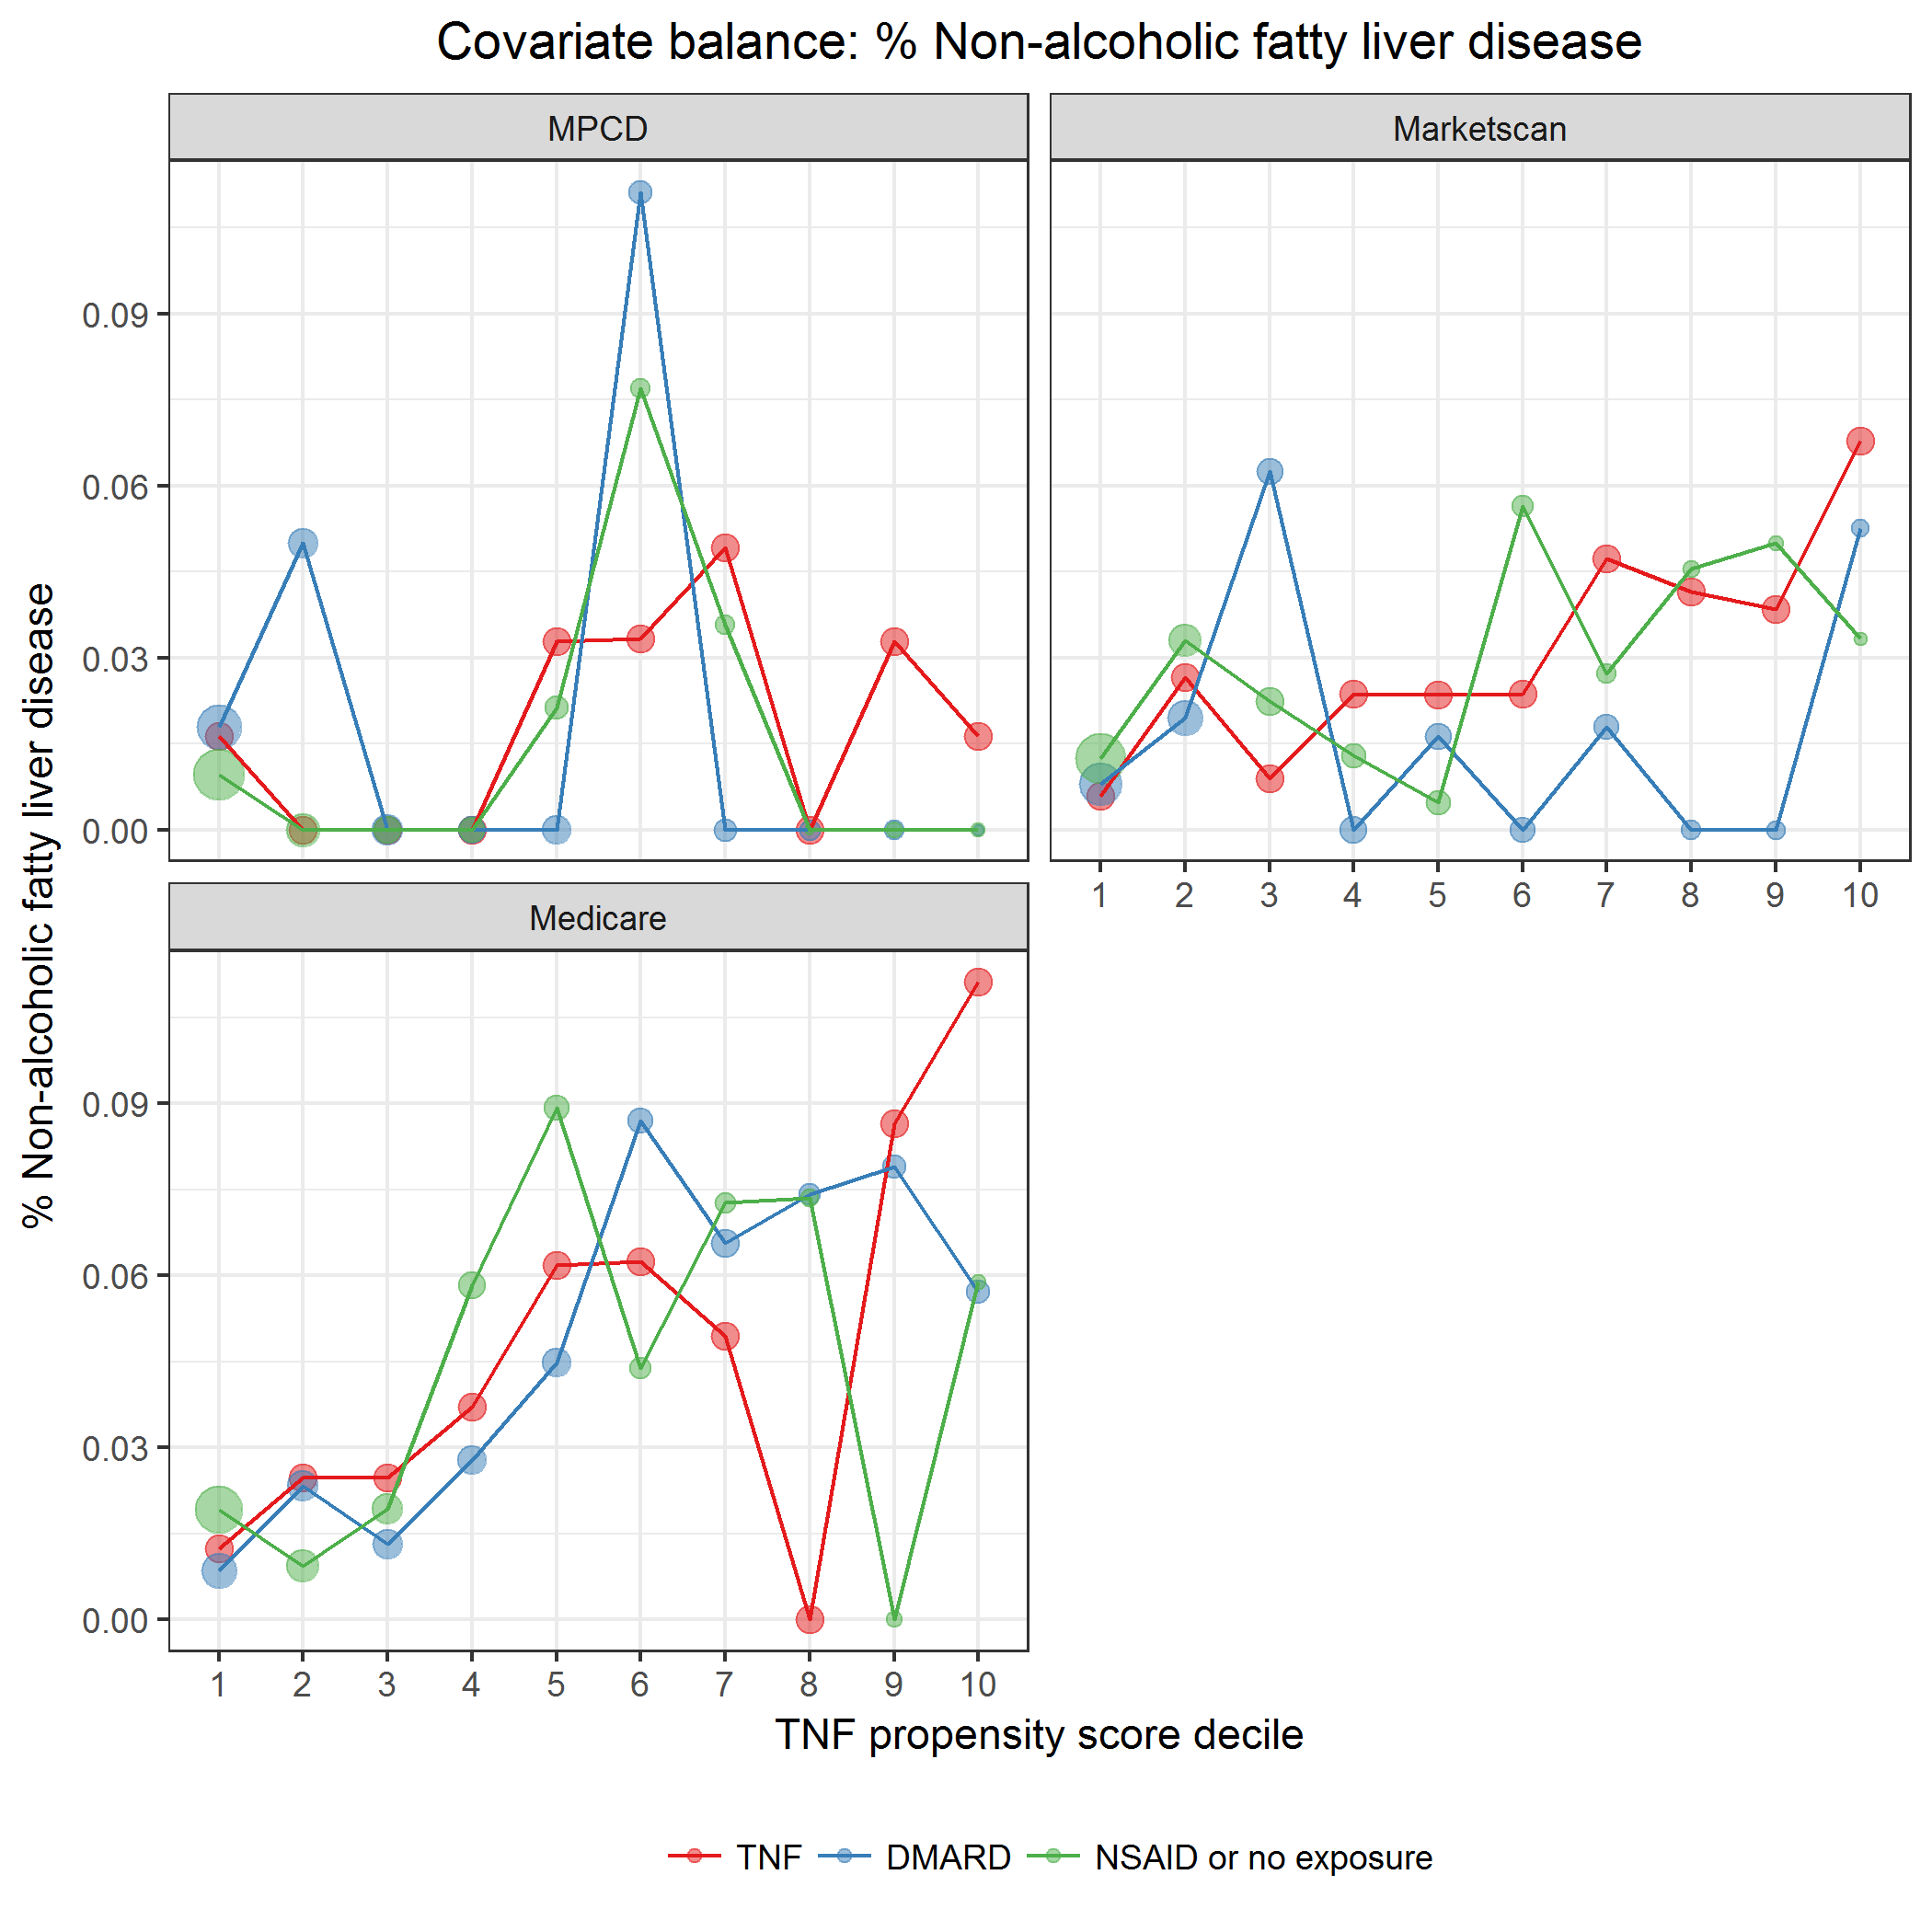 Covariate balance: % Non-alcoholic fatty liver disease
MPCD
Marketscan
% Non-alcoholic fatty liver disease
0.09
0.06
0.03
0.00
1 2 3 4 5 6 7 8 9 10
Medicare
0.09
0.06
0.03
0.00
1 2 3 4 5 6 7 8 9 10
TNF propensity score decile
TNF DMARD NSAID or no exposure